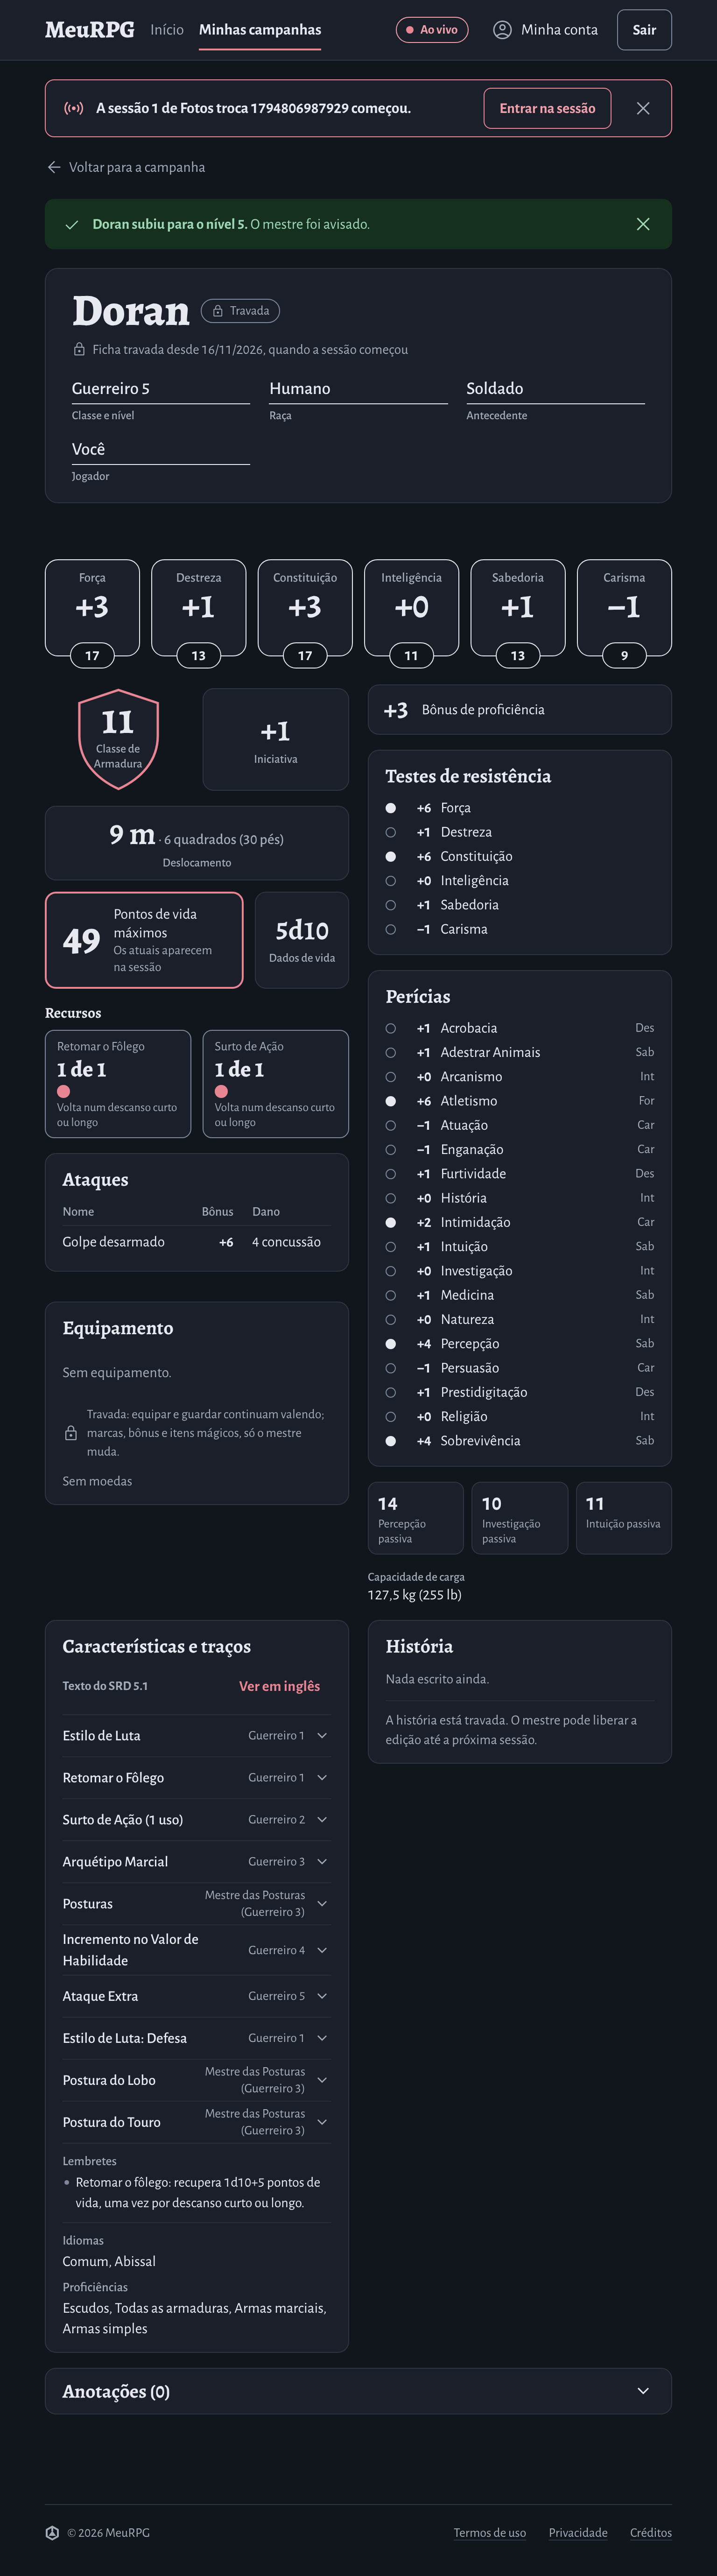 MeuRPG Início Minhas campanhas Ao vivo Minha conta Sair
A sessão 1 de Fotos troca 1794806987929 começou. Entrar na sessão
Voltar para a campanha
Doran subiu para o nível 5. O mestre foi avisado.
Doran Travada
Ficha travada desde 16/11/2026, quando a sessão começou
Guerreiro 5
Classe e nível
Humano
Raça
Soldado
Antecedente
Você
Jogador
Força
+3
17
Destreza
+1
13
Constituição
+3
17
Inteligência
+0
11
Sabedoria
+1
13
Carisma
−1
9
11
Classe de
Armadura
+1
Iniciativa
9 m · 6 quadrados (30 pés)
Deslocamento
49
Pontos de vida
máximos
Os atuais aparecem
na sessão
5d10
Dados de vida
Recursos
Retomar o Fôlego
1 de 1
Volta num descanso curto
ou longo
Surto de Ação
1 de 1
Volta num descanso curto
ou longo
Ataques
Nome Bônus Dano
Golpe desarmado +6 4 concussão
Equipamento
Sem equipamento.
Travada: equipar e guardar continuam valendo;
marcas, bônus e itens mágicos, só o mestre
muda.
Sem moedas
+3 Bônus de proficiência
Testes de resistência
+6 Força
+1 Destreza
+6 Constituição
+0 Inteligência
+1 Sabedoria
−1 Carisma
Perícias
+1 Acrobacia Des
+1 Adestrar Animais Sab
+0 Arcanismo Int
+6 Atletismo For
−1 Atuação Car
−1 Enganação Car
+1 Furtividade Des
+0 História Int
+2 Intimidação Car
+1 Intuição Sab
+0 Investigação Int
+1 Medicina Sab
+0 Natureza Int
+4 Percepção Sab
−1 Persuasão Car
+1 Prestidigitação Des
+0 Religião Int
+4 Sobrevivência Sab
14
Percepção
passiva
10
Investigação
passiva
11
Intuição passiva
Capacidade de carga
127,5 kg (255 lb)
Características e traços
Texto do SRD 5.1 Ver em inglês
Estilo de Luta Guerreiro 1
Retomar o Fôlego Guerreiro 1
Surto de Ação (1 uso) Guerreiro 2
Arquétipo Marcial Guerreiro 3
Posturas Mestre das Posturas
(Guerreiro 3)
Incremento no Valor de
Habilidade Guerreiro 4
Ataque Extra Guerreiro 5
Estilo de Luta: Defesa Guerreiro 1
Postura do Lobo Mestre das Posturas
(Guerreiro 3)
Postura do Touro Mestre das Posturas
(Guerreiro 3)
Lembretes
Retomar o fôlego: recupera 1d10+5 pontos de
vida, uma vez por descanso curto ou longo.
Idiomas
Comum, Abissal
Proficiências
Escudos, Todas as armaduras, Armas marciais,
Armas simples
História
Nada escrito ainda.
A história está travada. O mestre pode liberar a
edição até a próxima sessão.
Anotações (0)
© 2026 MeuRPG Termos de uso Privacidade Créditos